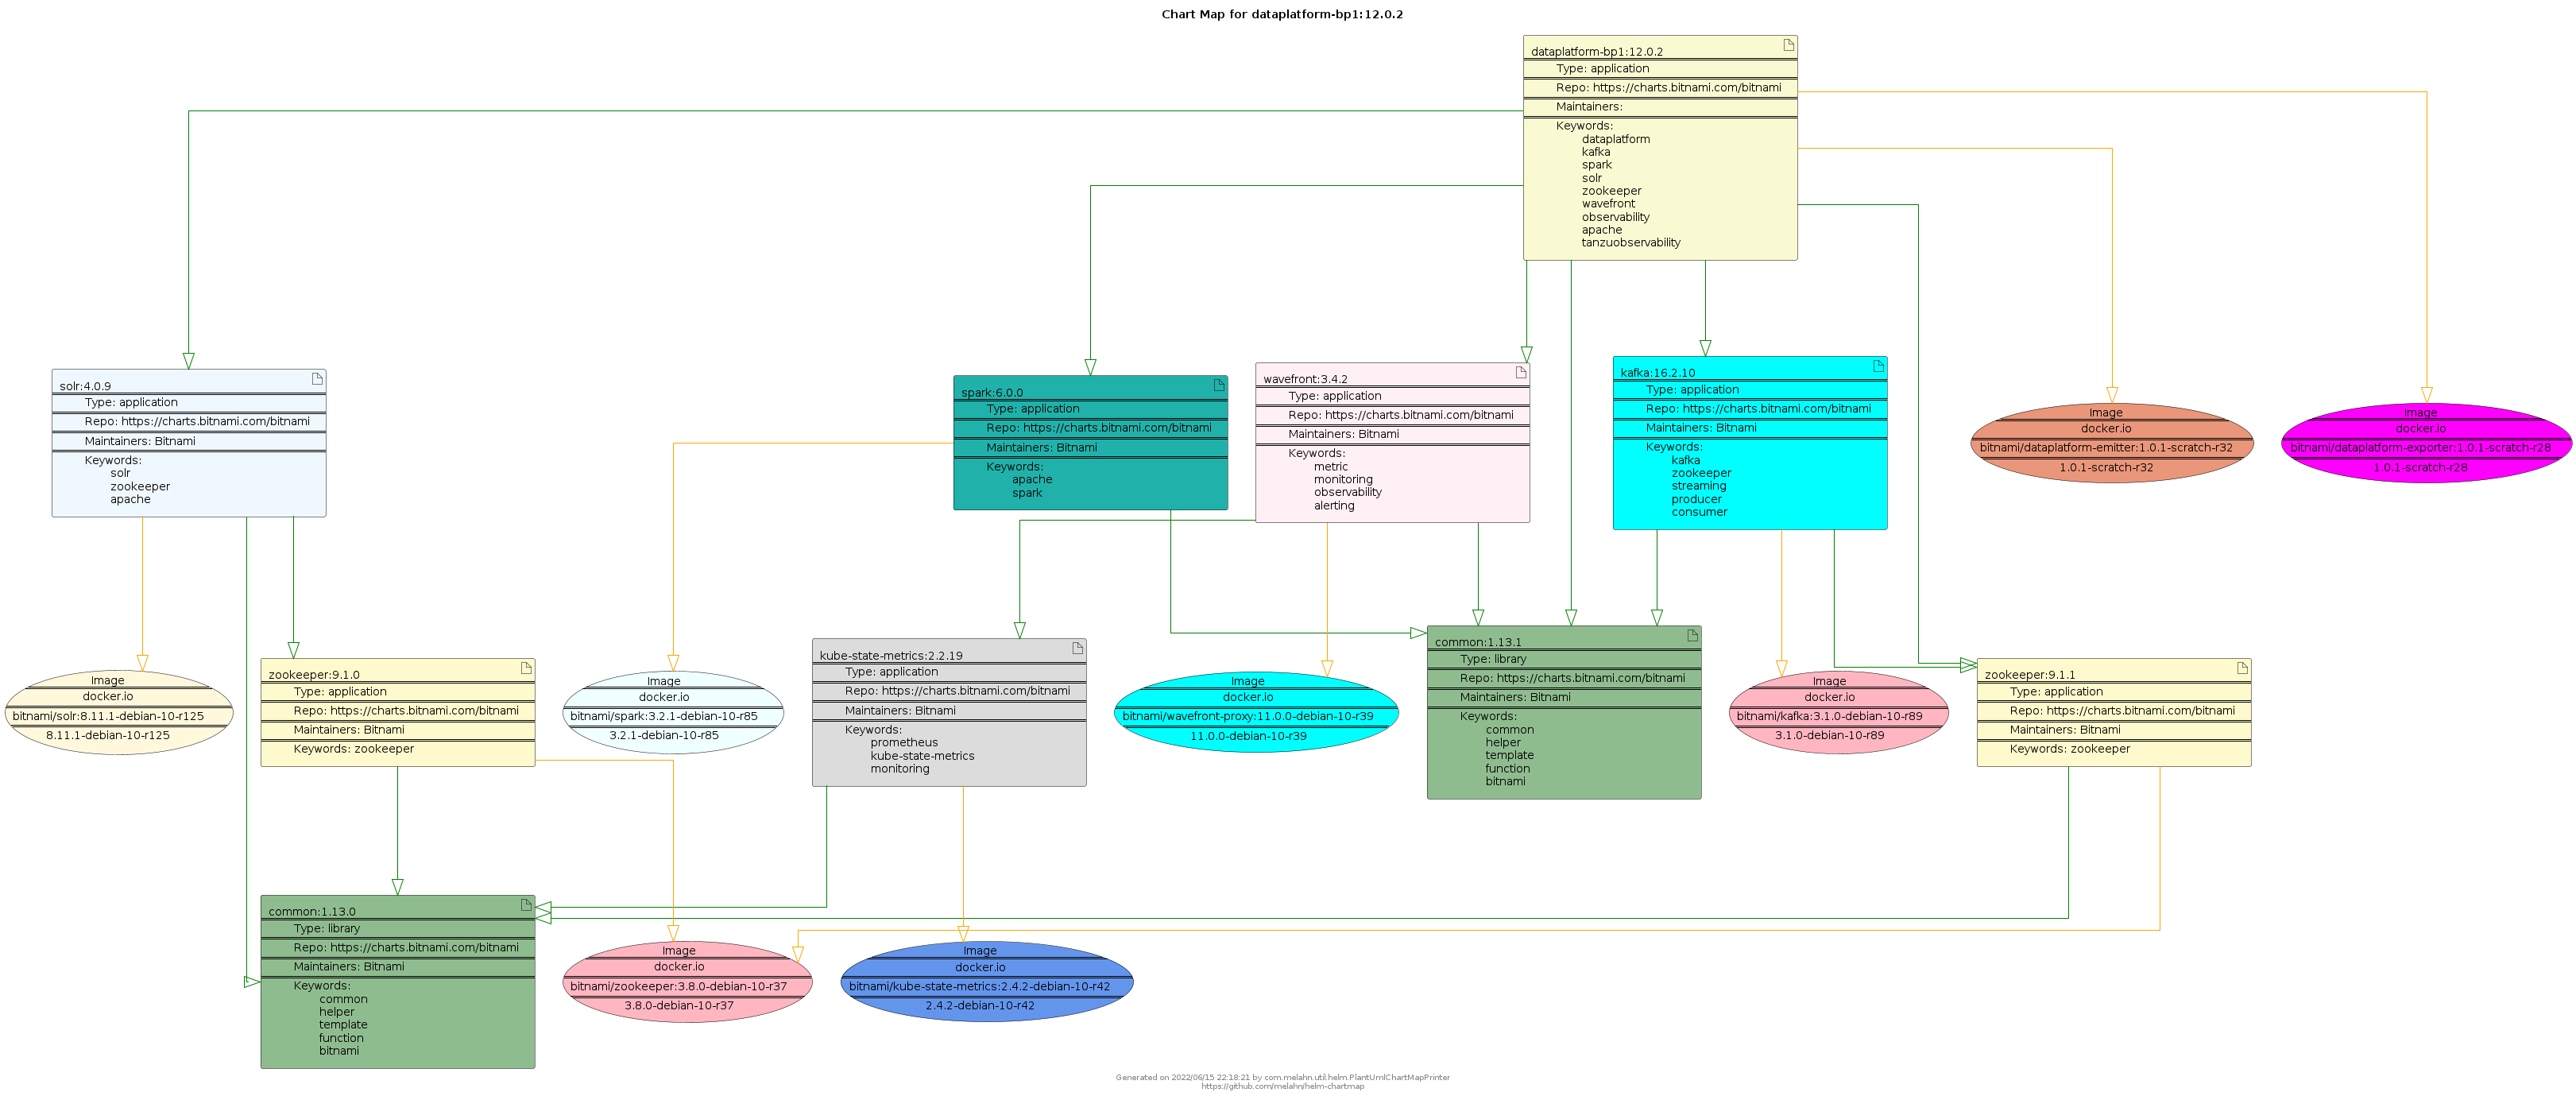 Chart Map for dataplatform-bp1:12.0.2
dataplatform-bp1:12.0.2
Type: application
Repo: https://charts.bitnami.com/bitnami
Maintainers:
Keywords:
dataplatform
kafka
spark
solr
zookeeper
wavefront
observability
apache
tanzuobservability
solr:4.0.9
Type: application
Repo: https://charts.bitnami.com/bitnami
Maintainers: Bitnami
Keywords:
solr
zookeeper
apache
spark:6.0.0
Type: application
Repo: https://charts.bitnami.com/bitnami
Maintainers: Bitnami
Keywords:
apache
spark
wavefront:3.4.2
Type: application
Repo: https://charts.bitnami.com/bitnami
Maintainers: Bitnami
Keywords:
metric
monitoring
observability
alerting
kafka:16.2.10
Type: application
Repo: https://charts.bitnami.com/bitnami
Maintainers: Bitnami
Keywords:
kafka
zookeeper
streaming
producer
consumer
Image
docker.io
bitnami/dataplatform-emitter:1.0.1-scratch-r32
1.0.1-scratch-r32
Image
docker.io
bitnami/dataplatform-exporter:1.0.1-scratch-r28
1.0.1-scratch-r28
Image
docker.io
bitnami/solr:8.11.1-debian-10-r125
8.11.1-debian-10-r125
zookeeper:9.1.0
Type: application
Repo: https://charts.bitnami.com/bitnami
Maintainers: Bitnami
Keywords: zookeeper
Image
docker.io
bitnami/spark:3.2.1-debian-10-r85
3.2.1-debian-10-r85
kube-state-metrics:2.2.19
Type: application
Repo: https://charts.bitnami.com/bitnami
Maintainers: Bitnami
Keywords:
prometheus
kube-state-metrics
monitoring
Image
docker.io
bitnami/wavefront-proxy:11.0.0-debian-10-r39
11.0.0-debian-10-r39
common:1.13.1
Type: library
Repo: https://charts.bitnami.com/bitnami
Maintainers: Bitnami
Keywords:
common
helper
template
function
bitnami
Image
docker.io
bitnami/kafka:3.1.0-debian-10-r89
3.1.0-debian-10-r89
zookeeper:9.1.1
Type: application
Repo: https://charts.bitnami.com/bitnami
Maintainers: Bitnami
Keywords: zookeeper
common:1.13.0
Type: library
Repo: https://charts.bitnami.com/bitnami
Maintainers: Bitnami
Keywords:
common
helper
template
function
bitnami
Image
docker.io
bitnami/zookeeper:3.8.0-debian-10-r37
3.8.0-debian-10-r37
Image
docker.io
bitnami/kube-state-metrics:2.4.2-debian-10-r42
2.4.2-debian-10-r42
Generated on 2022/06/15 22:18:21 by com.melahn.util.helm.PlantUmlChartMapPrinter
https://github.com/melahn/helm-chartmap